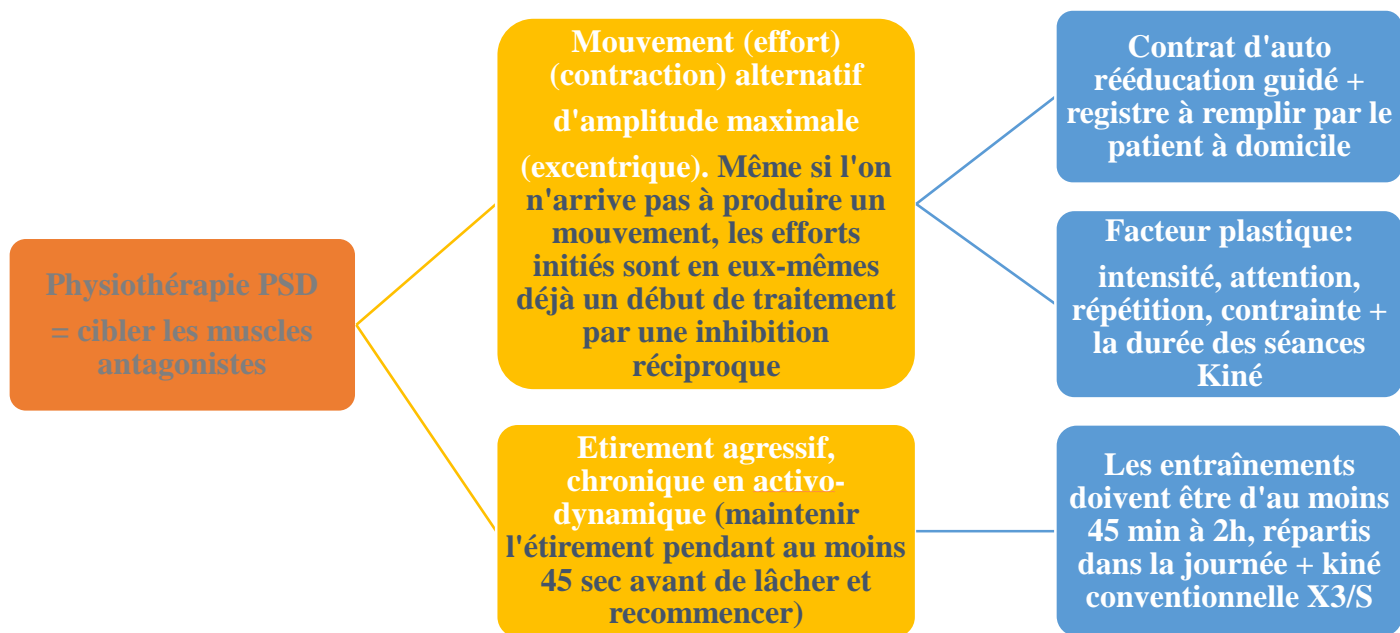 Physiothérapie PSD
= cibler les muscles
antagonistes
Mouvement (effort)
(contraction) alternatif
d'amplitude maximale
(excentrique). Même si l'on
n'arrive pas à produire un
mouvement, les efforts
initiés sont en eux-mêmes
déjà un début de traitement
par une inhibition
réciproque
Contrat d'auto
rééducation guidé +
registre à remplir par le
patient à domicile
Facteur plastique:
intensité, attention,
répétition, contrainte +
la durée des séances
Kiné
Etirement agressif,
chronique en activo-
dynamique (maintenir
l'étirement pendant au moins
45 sec avant de lâcher et
recommencer)
Les entraînements
doivent être d'au moins
45 min à 2h, répartis
dans la journée + kiné
conventionnelle X3/S